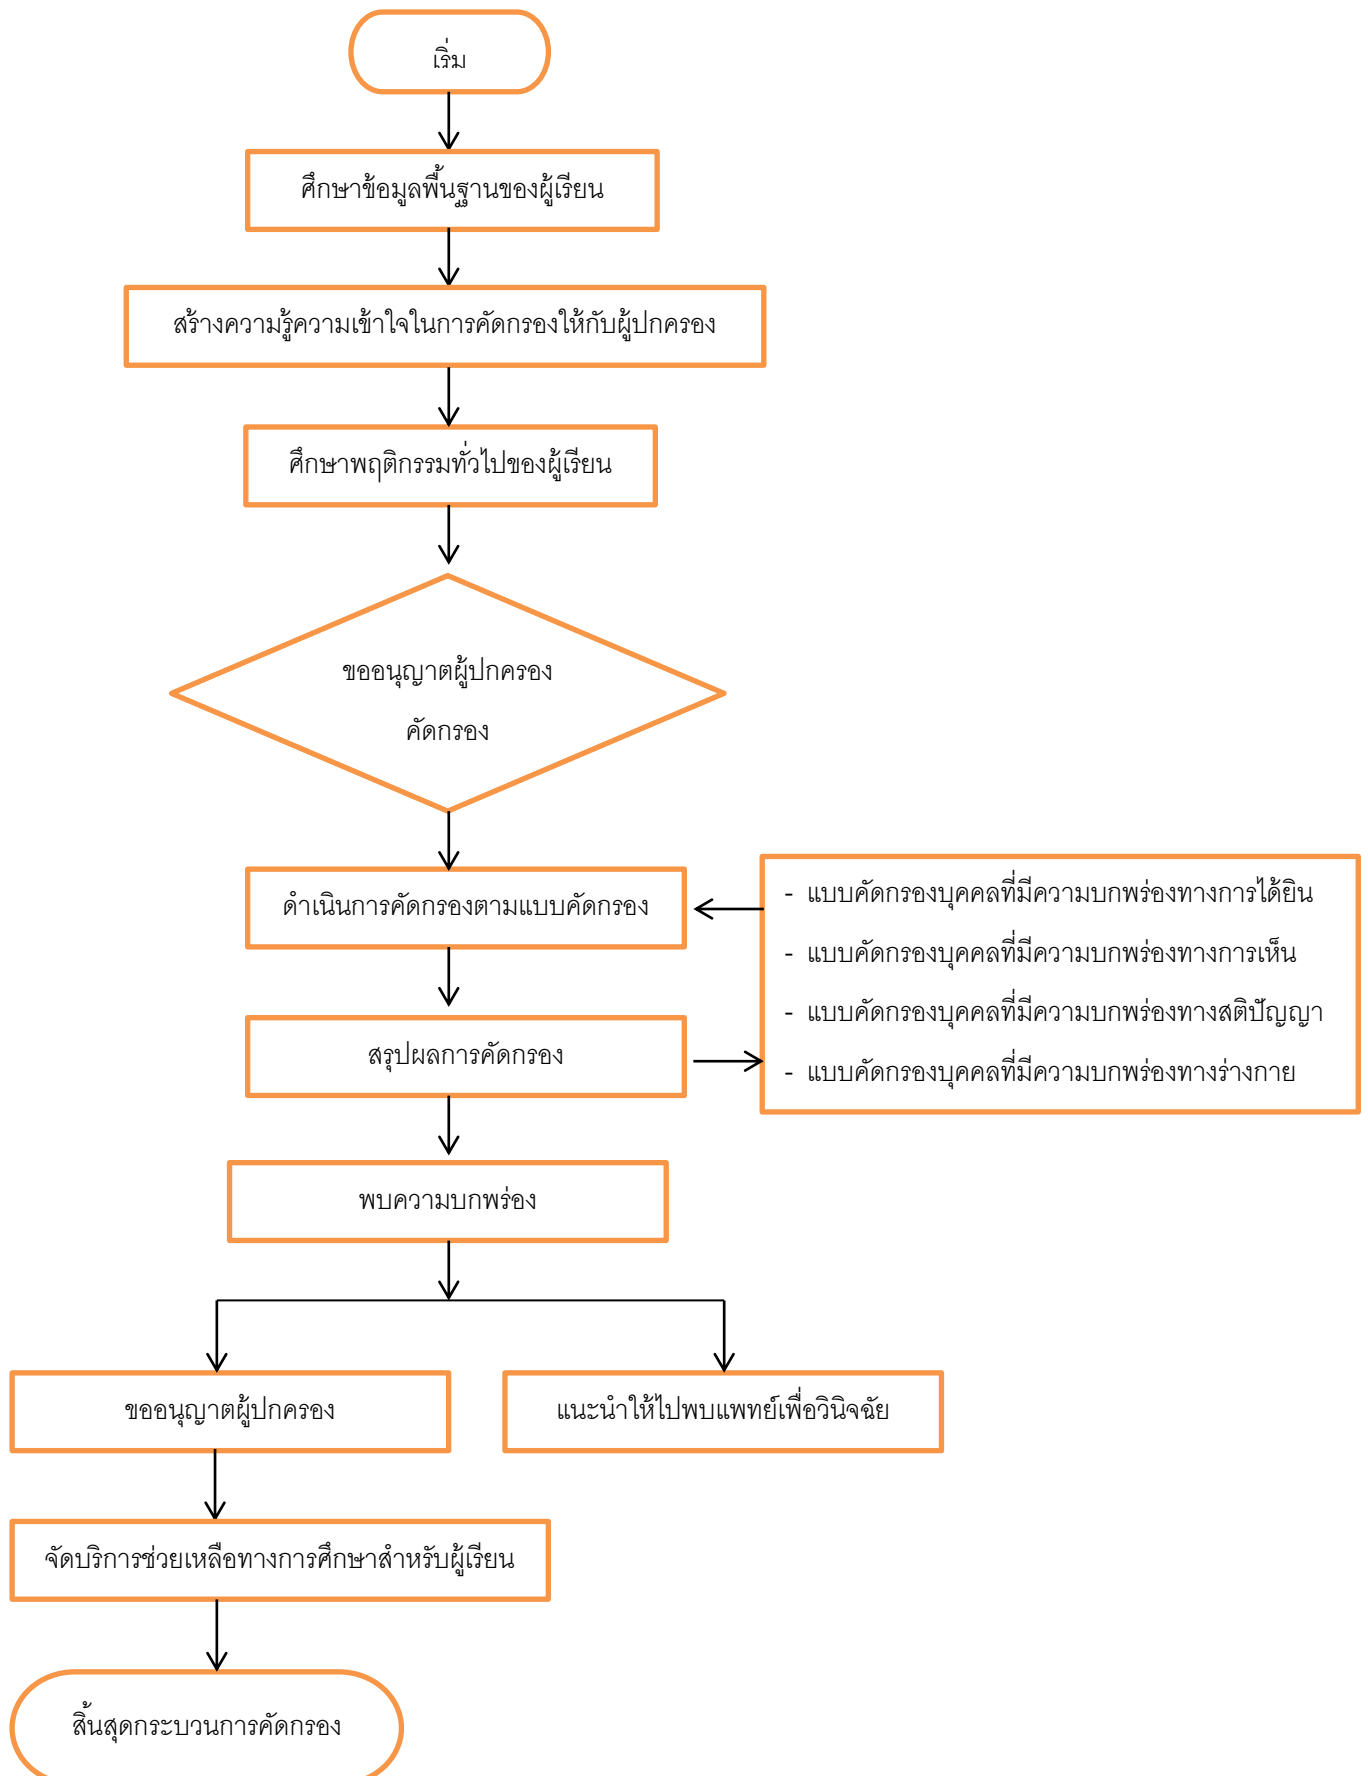 เริ่ม
ศึกษาข้อมูลพื้นฐานของผู้เรียน
สร้างความรู้ความเข้าใจในการคัดกรองให้กับผู้ปกครอง
ศึกษาพฤติกรรมทั่วไปของผู้เรียน
ขออนุญาตผู้ปกครอง
คัดกรอง
ดำเนินการคัดกรองตามแบบคัดกรอง
- แบบคัดกรองบุคคลที่มีความบกพร่องทางการได้ยิน
- แบบคัดกรองบุคคลที่มีความบกพร่องทางการเห็น
- แบบคัดกรองบุคคลที่มีความบกพร่องทางสติปัญญา
- แบบคัดกรองบุคคลที่มีความบกพร่องทางร่างกาย
สรุปผลการคัดกรอง
พบความบกพร่อง
ขออนุญาตผู้ปกครอง
แนะนำให้ไปพบแพทย์เพื่อวินิจฉัย
จัดบริการช่วยเหลือทางการศึกษาสำหรับผู้เรียน
สิ้นสุดกระบวนการคัดกรอง